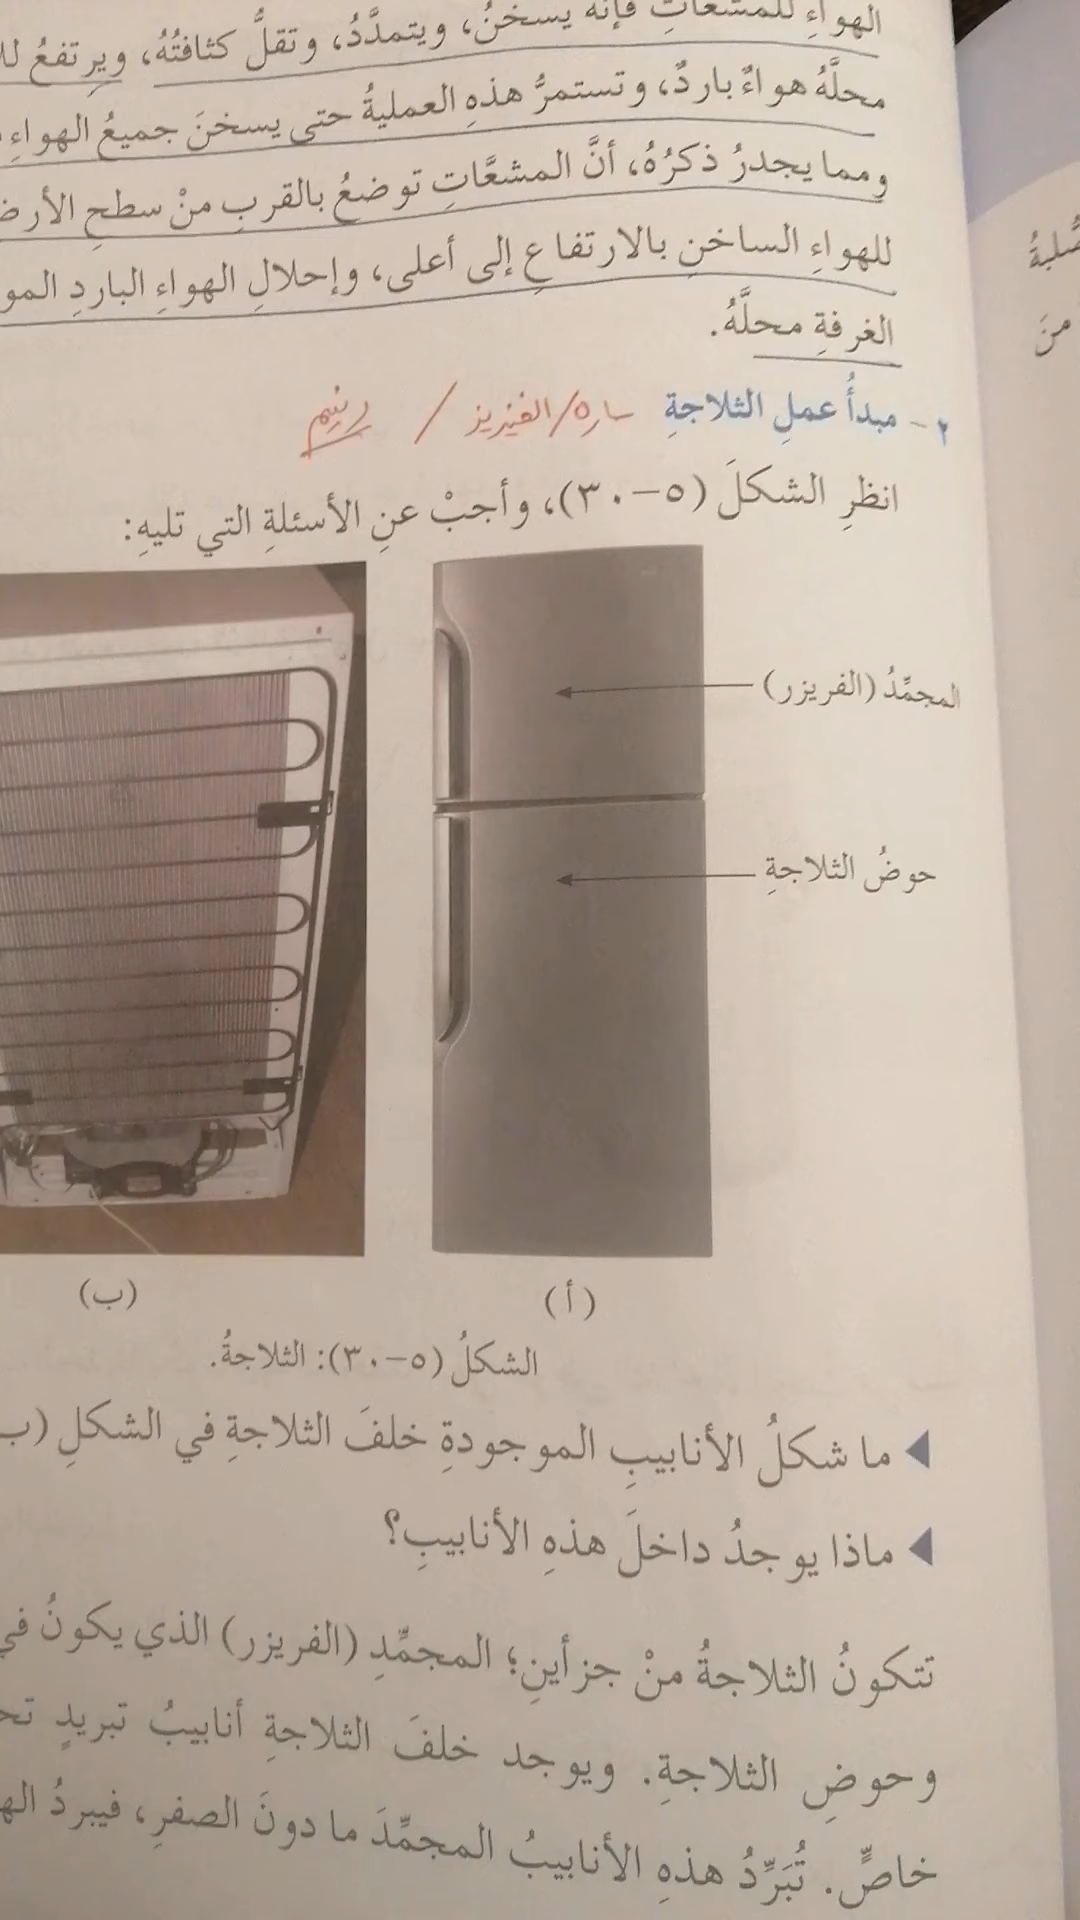 الهواءِ للمشعّاتِ فإنه يسخنُ، ويتمدَّدُ، وتقلُّ كثافتُهُ، ويرتفعُ
محلَّهُ هواءٌ باردٌ، وتستمرُّ هذهِ العمليةُ حتى يسخنَ جميعُ الهواءِ
ومما يجدرُ ذكرُهُ، أنَّ المشعَّاتِ توضعُ بالقربِ منْ سطحِ
للهواءِ الساخنِ بالارتفاعِ إلى أعلى، وإحلالِ الهواءِ الباردِ
الغرفةِ محلَّهُ.
٢- مبدأُ عملِ الثلاجةِ ساره/الفيزيز / رنيم
انظرِ الشكلَ (٥-٣٠)، وأجبْ عنِ الأسئلةِ التي تليهِ:
المجمِّدُ (الفريزر)
حوضُ الثلاجةِ
(أ)
(ب)
الشكلُ (٥-٣٠): الثلاجةُ.
ما شكلُ الأنابيبِ الموجودةِ خلفَ الثلاجةِ في الشكلِ (ب
ماذا يوجدُ داخلَ هذهِ الأنابيبِ؟
تتكونُ الثلاجةُ منْ جزأينِ؛ المجمِّدِ (الفريزر) الذي يكونُ في
وحوضِ الثلاجةِ. ويوجد خلفَ الثلاجةِ أنابيبُ تبريدٍ
خاصٍّ. تُبَرِّدُ هذهِ الأنابيبُ المجمِّدَ ما دونَ الصفرِ، فيبردُ
صُلبةُ
منَ